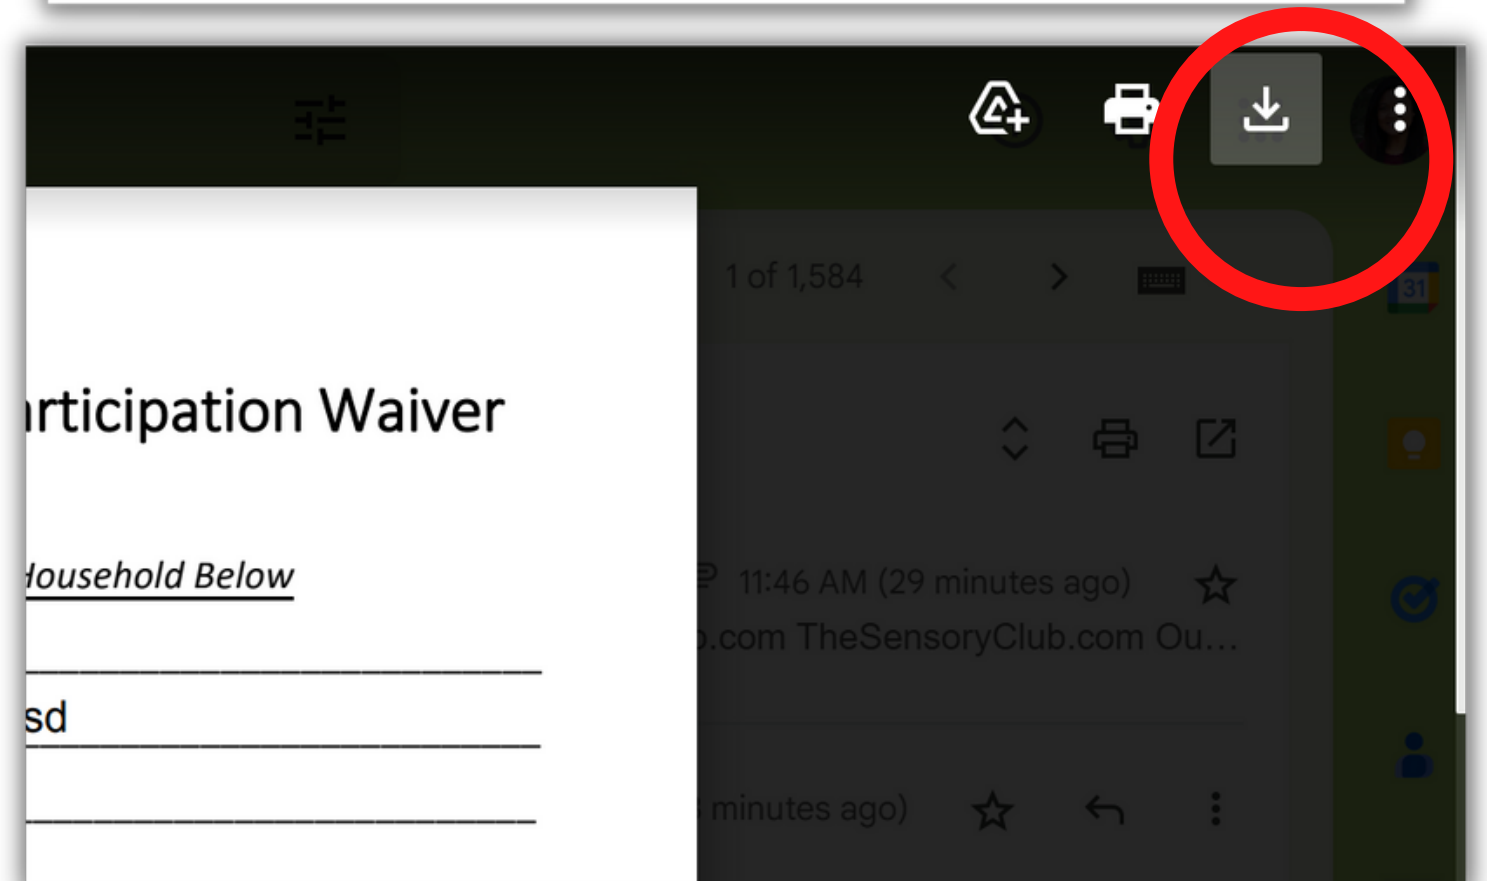 1 of 1,584
31
rticipation Waiver
Household Below
11:46 AM (29 minutes ago)
.com TheSensoryClub.com Ou...
sd
minutes ago)